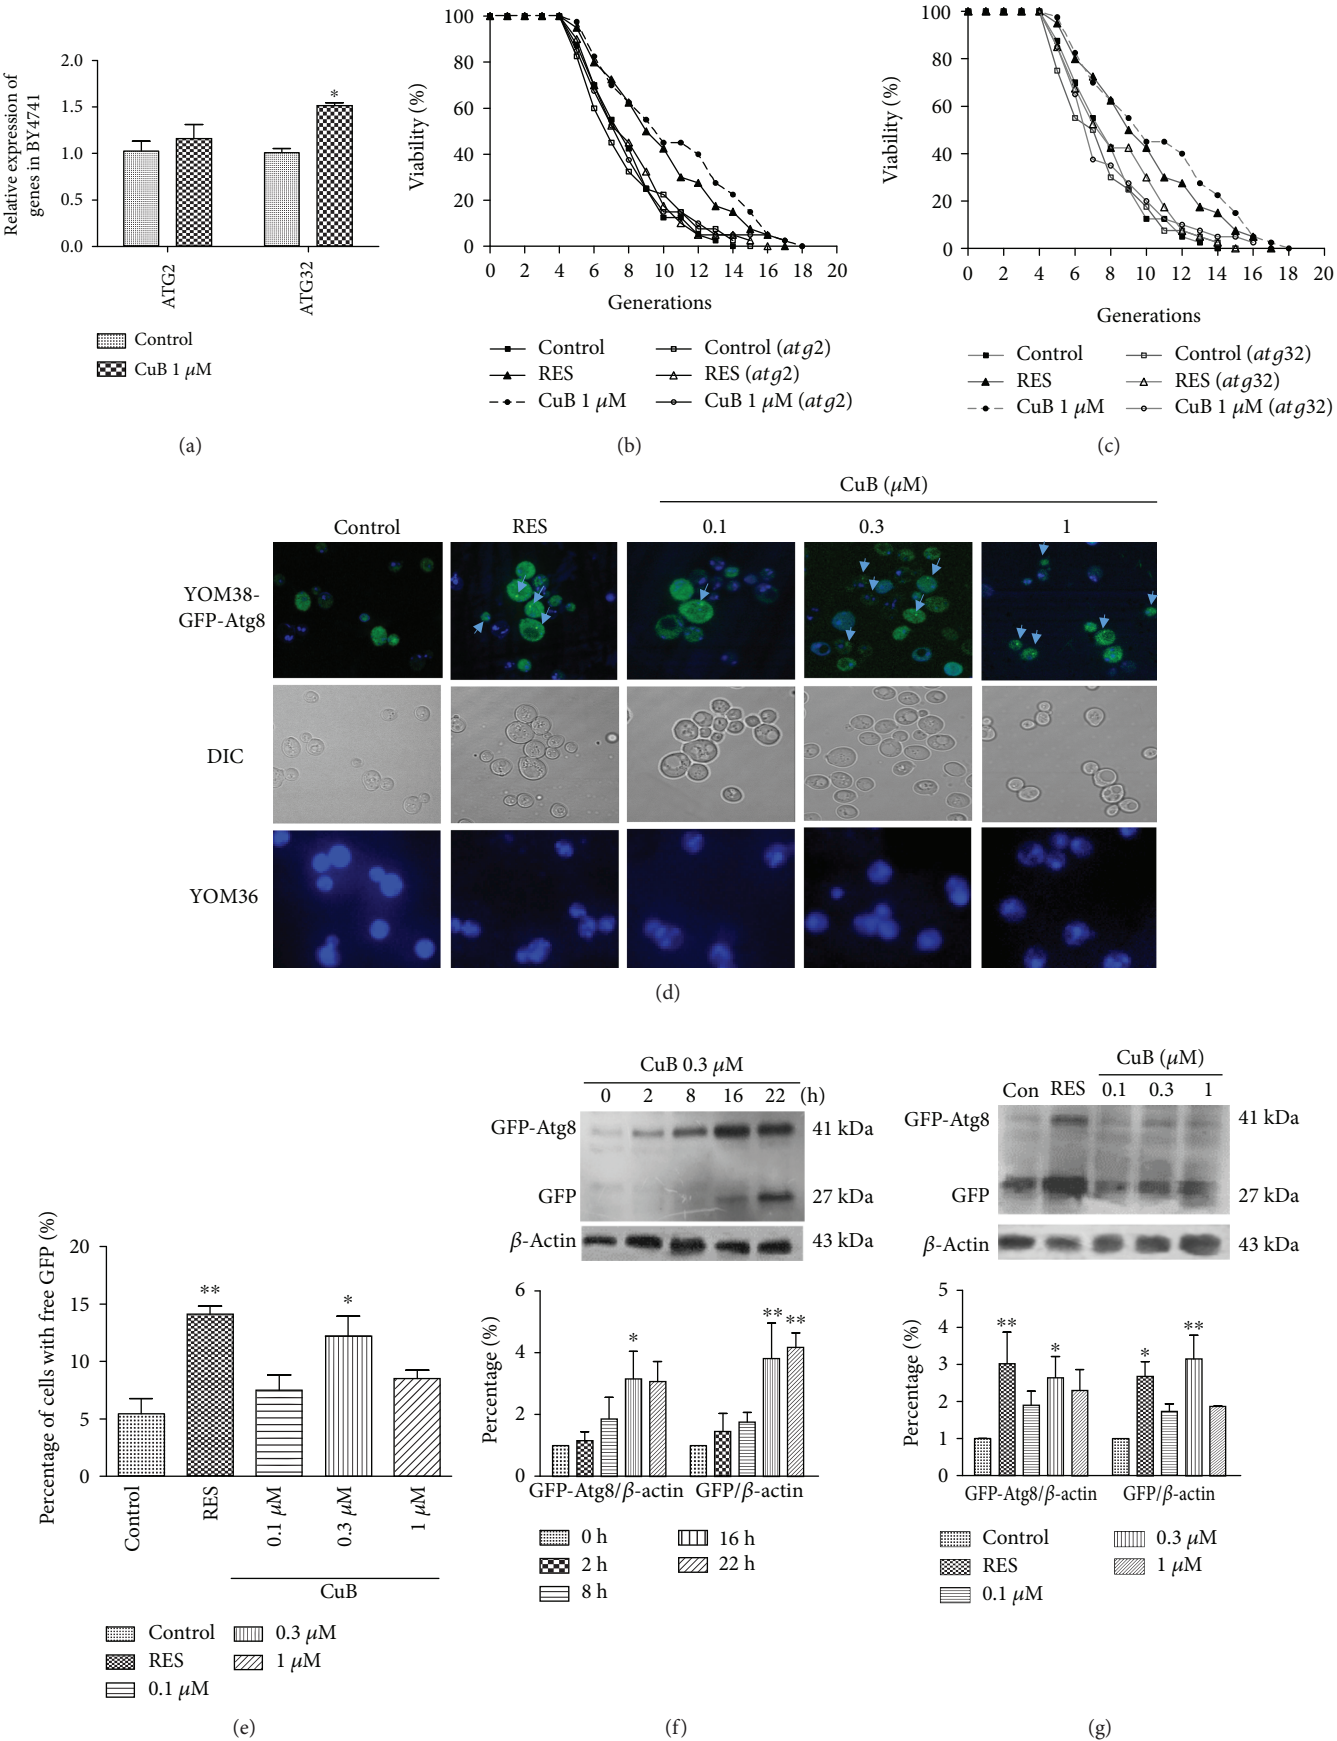 Relative expression of
genes in BY4741
2.0
1.5
1.0
0.5
0.0
*
ATG2
ATG32
Control
CuB 1 μM
(a)
Viability (%)
100
80
60
40
20
0
0 2 4 6 8 10 12 14 16 18 20
Generations
Control
RES
CuB 1 μM
Control (atg2)
RES (atg2)
CuB 1 μM (atg2)
(b)
Viability (%)
100
80
60
40
20
0
0 2 4 6 8 10 12 14 16 18 20
Generations
Control
RES
CuB 1 μM
Control (atg32)
RES (atg32)
CuB 1 μM (atg32)
(c)
CuB (μM)
Control RES 0.1 0.3 1
YOM38-
GFP-Atg8
DIC
YOM36
(d)
Percentage of cells with free GFP (%)
20
15
10
5
0
** *
Control
RES
0.1 μM
0.3 μM
1 μM
CuB
Control
RES
0.1 μM
0.3 μM
1 μM
(e)
CuB 0.3 μM
0 2 8 16 22 (h)
GFP-Atg8 41 kDa
GFP 27 kDa
β-Actin 43 kDa
Percentage (%)
6
4
2
0
* ** **
GFP-Atg8/β-actin GFP/β-actin
0 h
2 h
8 h
16 h
22 h
(f)
CuB (μM)
Con RES 0.1 0.3 1
GFP-Atg8 41 kDa
GFP 27 kDa
β-Actin 43 kDa
Percentage (%)
5
4
3
2
1
0
** * * **
GFP-Atg8/β-actin GFP/β-actin
Control
RES
0.1 μM
0.3 μM
1 μM
(g)